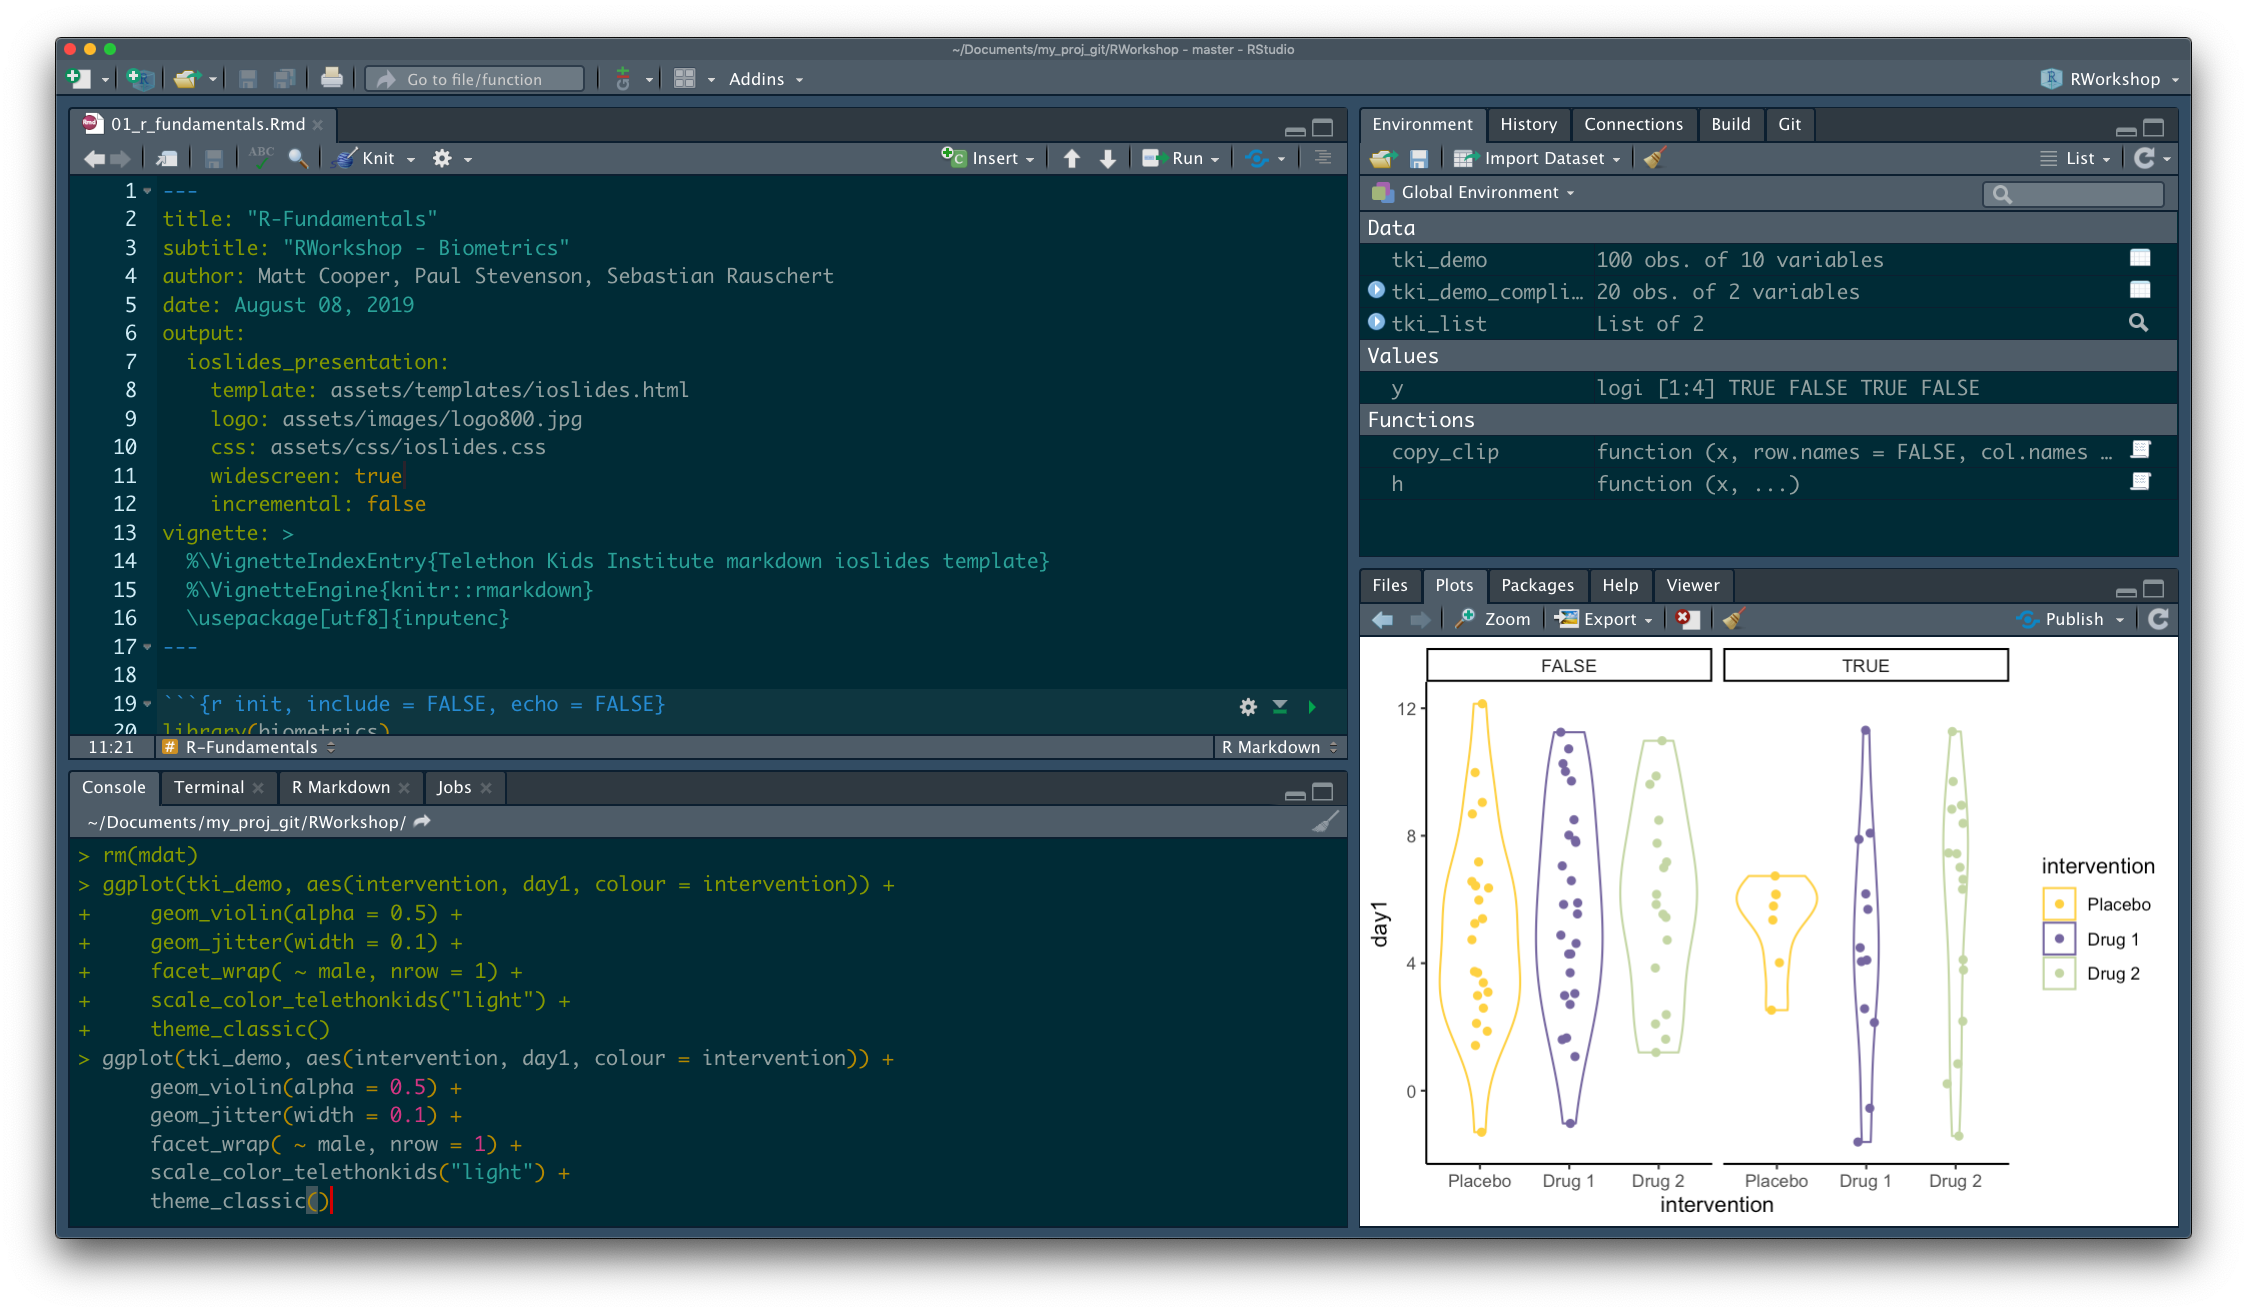 ~/Documents/my_proj_git/RWorkshop - master - RStudio
Go to file/function
Addins
RWorkshop
01_r_fundamentals.Rmd
ABC
Knit
Insert
Run
1 ---
2 title: "R-Fundamentals"
3 subtitle: "RWorkshop - Biometrics"
4 author: Matt Cooper, Paul Stevenson, Sebastian Rauschert
5 date: August 08, 2019
6 output:
7 ioslides_presentation:
8 template: assets/templates/ioslides.html
9 logo: assets/images/logo800.jpg
10 css: assets/css/ioslides.css
11 widescreen: true
12 incremental: false
13 vignette: >
14 %\VignetteIndexEntry{Telethon Kids Institute markdown ioslides template}
15 %\VignetteEngine{knitr::rmarkdown}
16 \usepackage[utf8]{inputenc}
17 ---
18
19 ```{r init, include = FALSE, echo = FALSE}
20 library(biometrics)
11:21
# R-Fundamentals
R Markdown
Console Terminal R Markdown Jobs
~/Documents/my_proj_git/RWorkshop/
> rm(mdat)
> ggplot(tki_demo, aes(intervention, day1, colour = intervention)) +
+ geom_violin(alpha = 0.5) +
+ geom_jitter(width = 0.1) +
+ facet_wrap( ~ male, nrow = 1) +
+ scale_color_telethonkids("light") +
+ theme_classic()
> ggplot(tki_demo, aes(intervention, day1, colour = intervention)) +
geom_violin(alpha = 0.5) +
geom_jitter(width = 0.1) +
facet_wrap( ~ male, nrow = 1) +
scale_color_telethonkids("light") +
theme_classic()
Environment History Connections Build Git
Import Dataset
List
Global Environment
Data
tki_demo 100 obs. of 10 variables
tki_demo_compli… 20 obs. of 2 variables
tki_list List of 2
Values
y logi [1:4] TRUE FALSE TRUE FALSE
Functions
copy_clip function (x, row.names = FALSE, col.names …
h function (x, ...)
Files Plots Packages Help Viewer
Zoom
Export
Publish
FALSE
TRUE
12
8
4
0
day1
Placebo Drug 1 Drug 2
Placebo Drug 1 Drug 2
intervention
intervention
Placebo
Drug 1
Drug 2